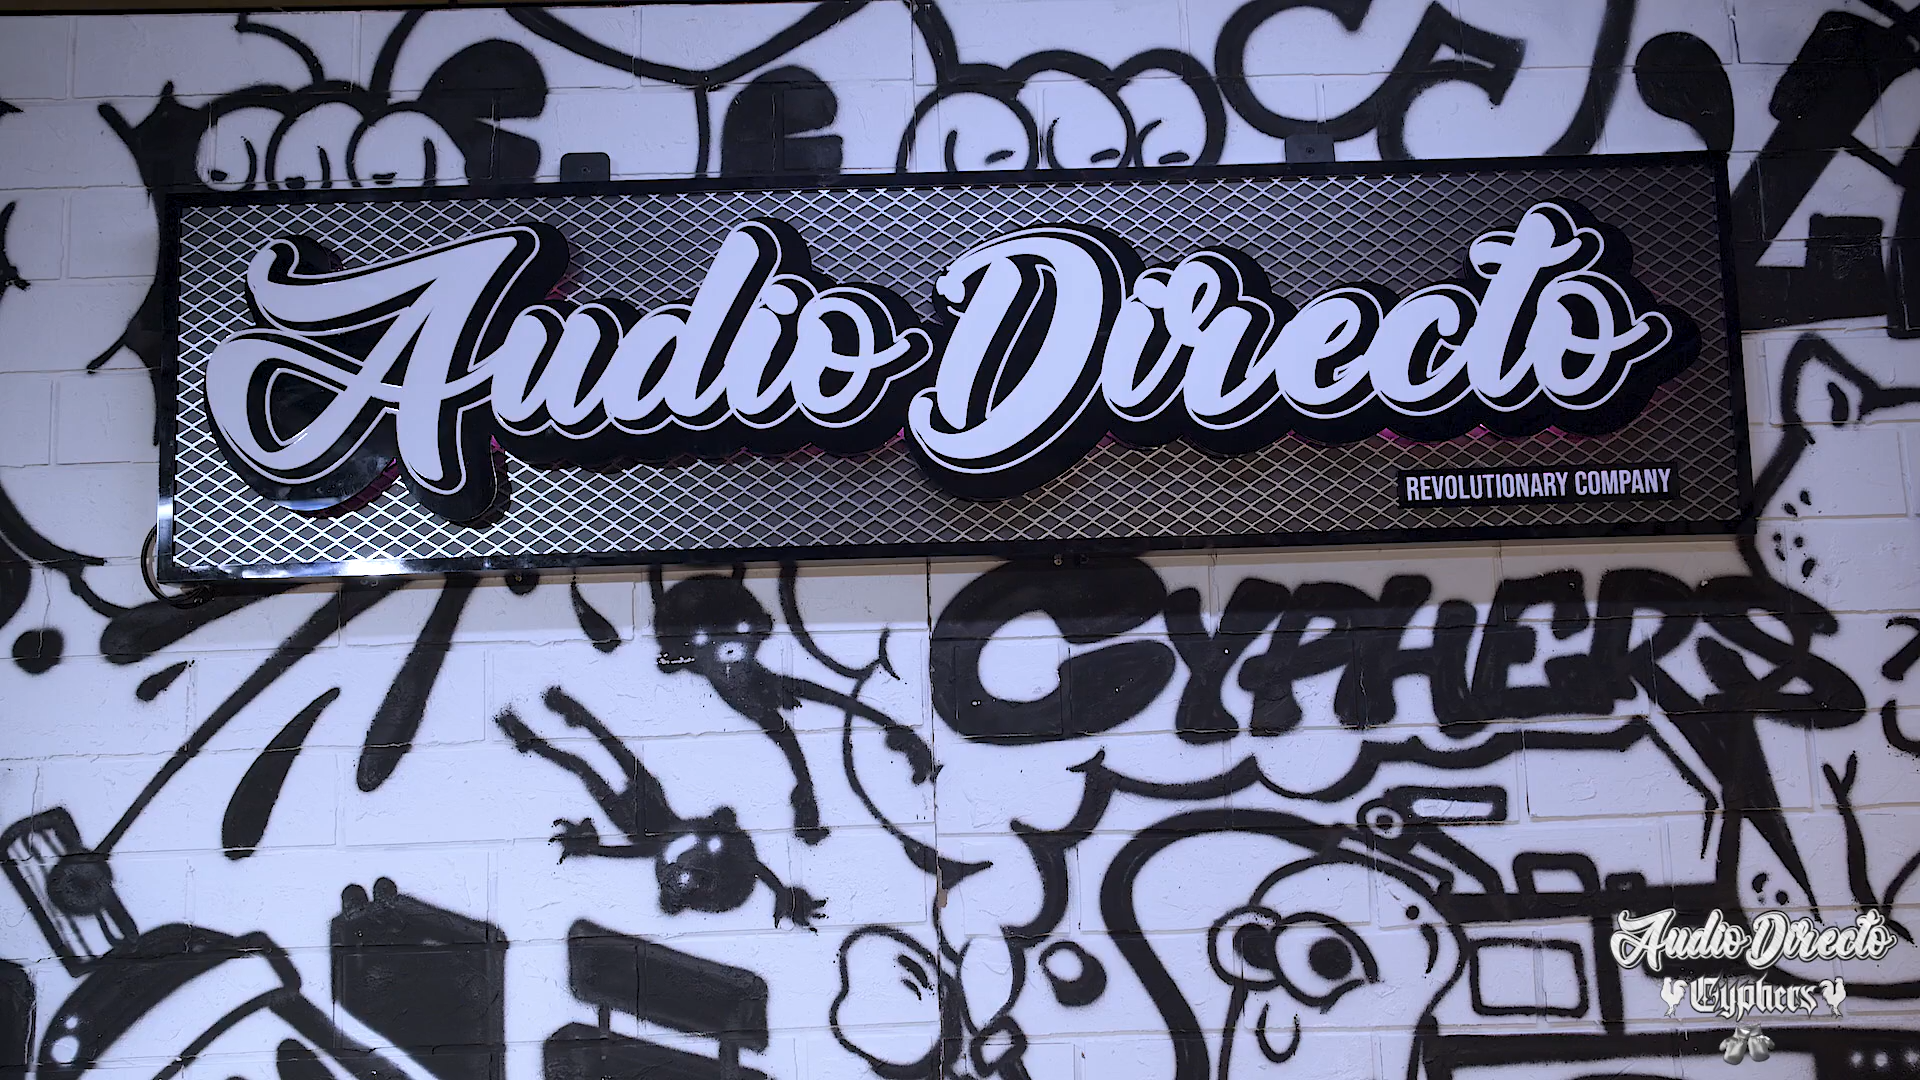 Audio Directo
REVOLUTIONARY COMPANY
CYPHERS
Audio Directo
Cyphers